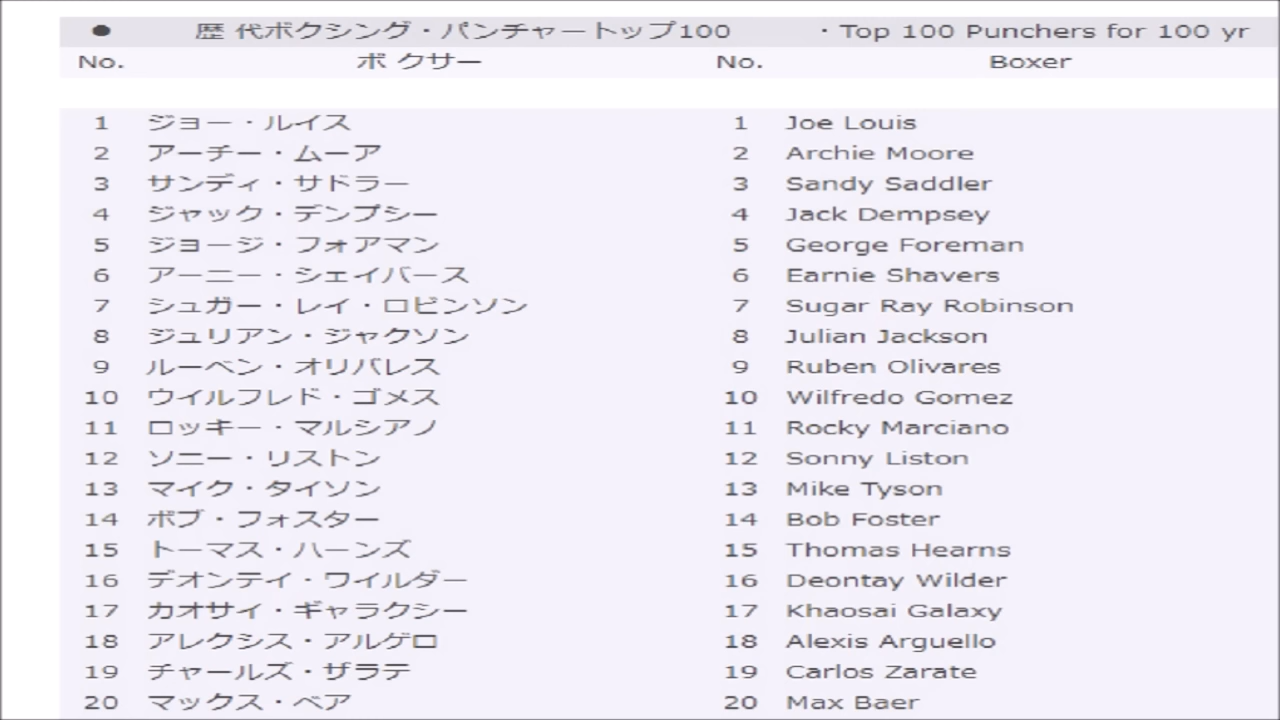 ● 歴 代ボクシング・パンチャートップ100 ・Top 100 Punchers for 100 yr
No. ボ クサー No. Boxer
1 ジョー・ルイス 1 Joe Louis
2 アーチー・ムーア 2 Archie Moore
3 サンディ・サドラー 3 Sandy Saddler
4 ジャック・デンプシー 4 Jack Dempsey
5 ジョージ・フォアマン 5 George Foreman
6 アーニー・シェイバース 6 Earnie Shavers
7 シュガー・レイ・ロビンソン 7 Sugar Ray Robinson
8 ジュリアン・ジャクソン 8 Julian Jackson
9 ルーベン・オリバレス 9 Ruben Olivares
10 ウイルフレド・ゴメス 10 Wilfredo Gomez
11 ロッキー・マルシアノ 11 Rocky Marciano
12 ソニー・リストン 12 Sonny Liston
13 マイク・タイソン 13 Mike Tyson
14 ボブ・フォスター 14 Bob Foster
15 トーマス・ハーンズ 15 Thomas Hearns
16 デオンテイ・ワイルダー 16 Deontay Wilder
17 カオサイ・ギャラクシー 17 Khaosai Galaxy
18 アレクシス・アルゲロ 18 Alexis Arguello
19 チャールズ・ザラテ 19 Carlos Zarate
20 マックス・ベア 20 Max Baer